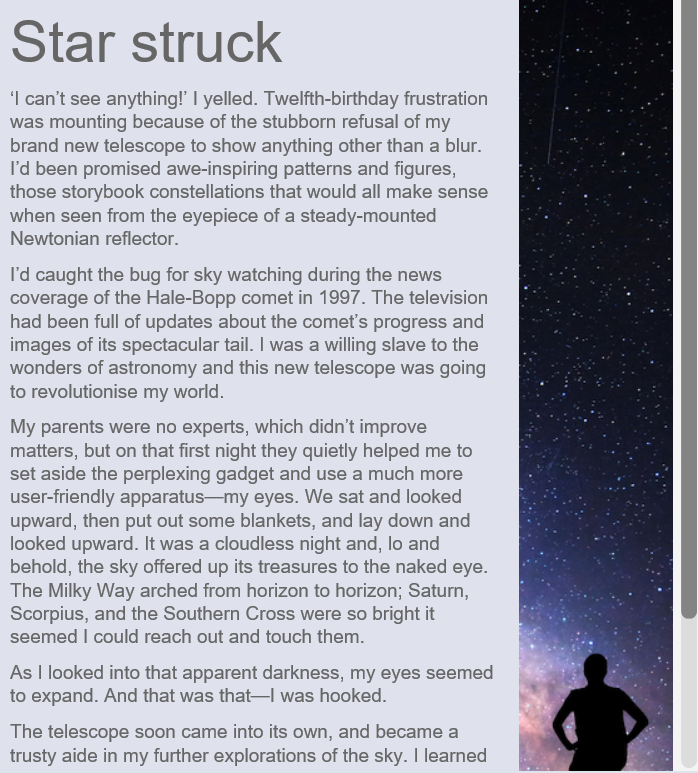 Star struck
‘I can’t see anything!’ I yelled. Twelfth-birthday frustration
was mounting because of the stubborn refusal of my
brand new telescope to show anything other than a blur.
I’d been promised awe-inspiring patterns and figures,
those storybook constellations that would all make sense
when seen from the eyepiece of a steady-mounted
Newtonian reflector.
I’d caught the bug for sky watching during the news
coverage of the Hale-Bopp comet in 1997. The television
had been full of updates about the comet’s progress and
images of its spectacular tail. I was a willing slave to the
wonders of astronomy and this new telescope was going
to revolutionise my world.
My parents were no experts, which didn’t improve
matters, but on that first night they quietly helped me to
set aside the perplexing gadget and use a much more
user-friendly apparatus—my eyes. We sat and looked
upward, then put out some blankets, and lay down and
looked upward. It was a cloudless night and, lo and
behold, the sky offered up its treasures to the naked eye.
The Milky Way arched from horizon to horizon; Saturn,
Scorpius, and the Southern Cross were so bright it
seemed I could reach out and touch them.
As I looked into that apparent darkness, my eyes seemed
to expand. And that was that—I was hooked.
The telescope soon came into its own, and became a
trusty aide in my further explorations of the sky. I learned